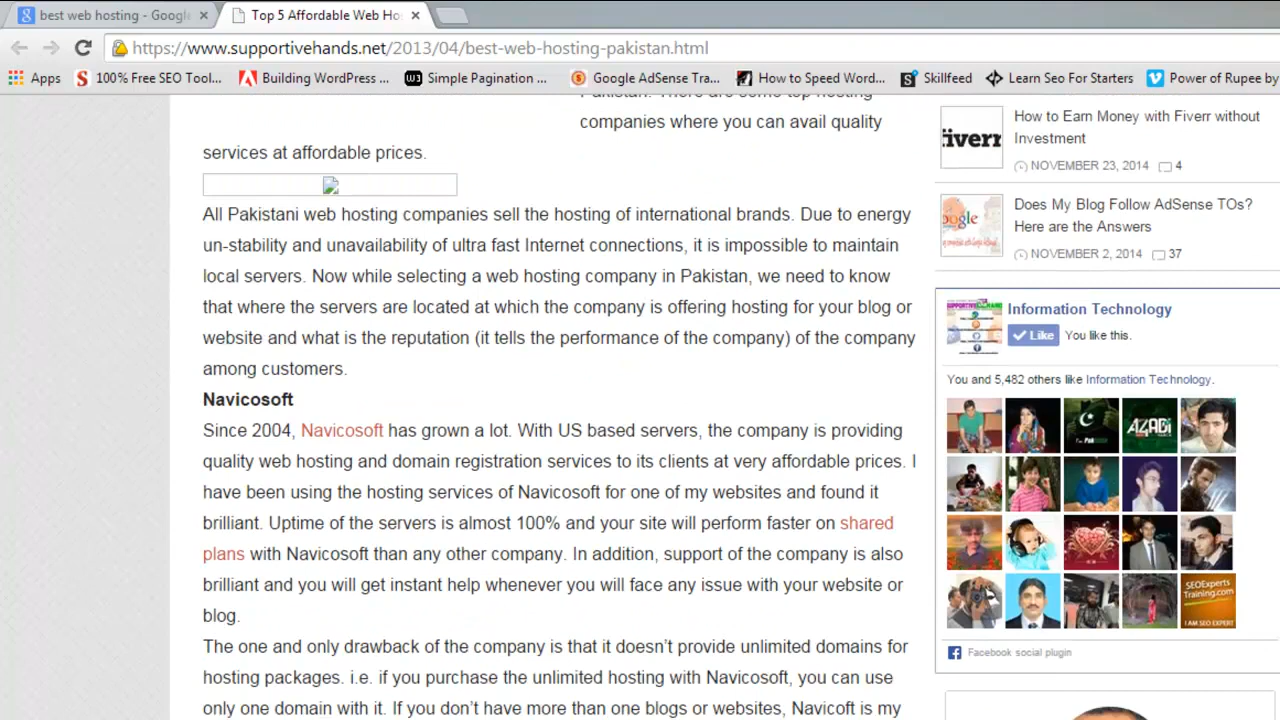 best web hosting - Google
Top 5 Affordable Web Ho
https://www.supportivehands.net/2013/04/best-web-hosting-pakistan.html
Apps
100% Free SEO Tool...
Building WordPress ...
Simple Pagination ...
Google AdSense Tra...
How to Speed Word...
Skillfeed
Learn Seo For Starters
Power of Rupee by
Pakistan. There are some top hosting
companies where you can avail quality
services at affordable prices.
All Pakistani web hosting companies sell the hosting of international brands. Due to energy
un-stability and unavailability of ultra fast Internet connections, it is impossible to maintain
local servers. Now while selecting a web hosting company in Pakistan, we need to know
that where the servers are located at which the company is offering hosting for your blog or
website and what is the reputation (it tells the performance of the company) of the company
among customers.
Navicosoft
Since 2004, Navicosoft has grown a lot. With US based servers, the company is providing
quality web hosting and domain registration services to its clients at very affordable prices. I
have been using the hosting services of Navicosoft for one of my websites and found it
brilliant. Uptime of the servers is almost 100% and your site will perform faster on shared
plans with Navicosoft than any other company. In addition, support of the company is also
brilliant and you will get instant help whenever you will face any issue with your website or
blog.
The one and only drawback of the company is that it doesn't provide unlimited domains for
hosting packages. i.e. if you purchase the unlimited hosting with Navicosoft, you can use
only one domain with it. If you don't have more than one blogs or websites, Navicoft is my
fiverr
How to Earn Money with Fiverr without
Investment
NOVEMBER 23, 2014 4
Does My Blog Follow AdSense TOs?
Here are the Answers
NOVEMBER 2, 2014 37
Information Technology
Like You like this.
You and 5,482 others like Information Technology.
AZABI
SEOExperts
Training.com
I AM SEO EXPERT
Facebook social plugin